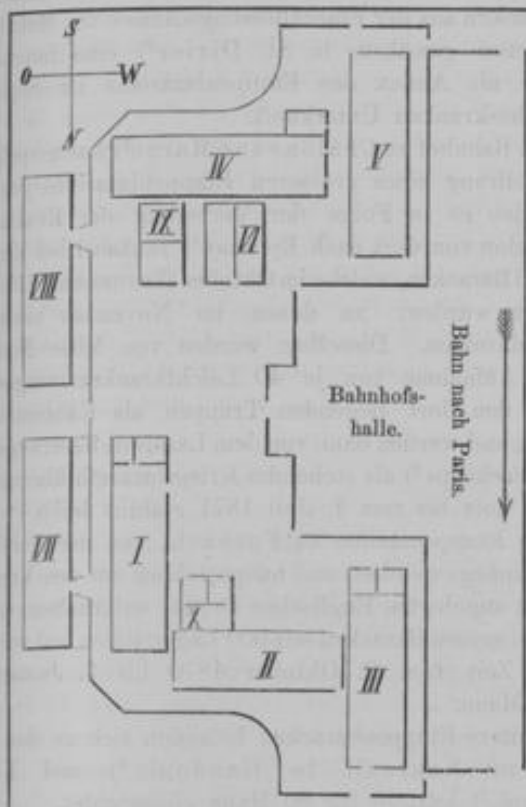 S
O W
N
IV
V
IX
VI
VIII
Bahnhofs-
halle.
Bahn nach Paris.
VII
I
X
II
III